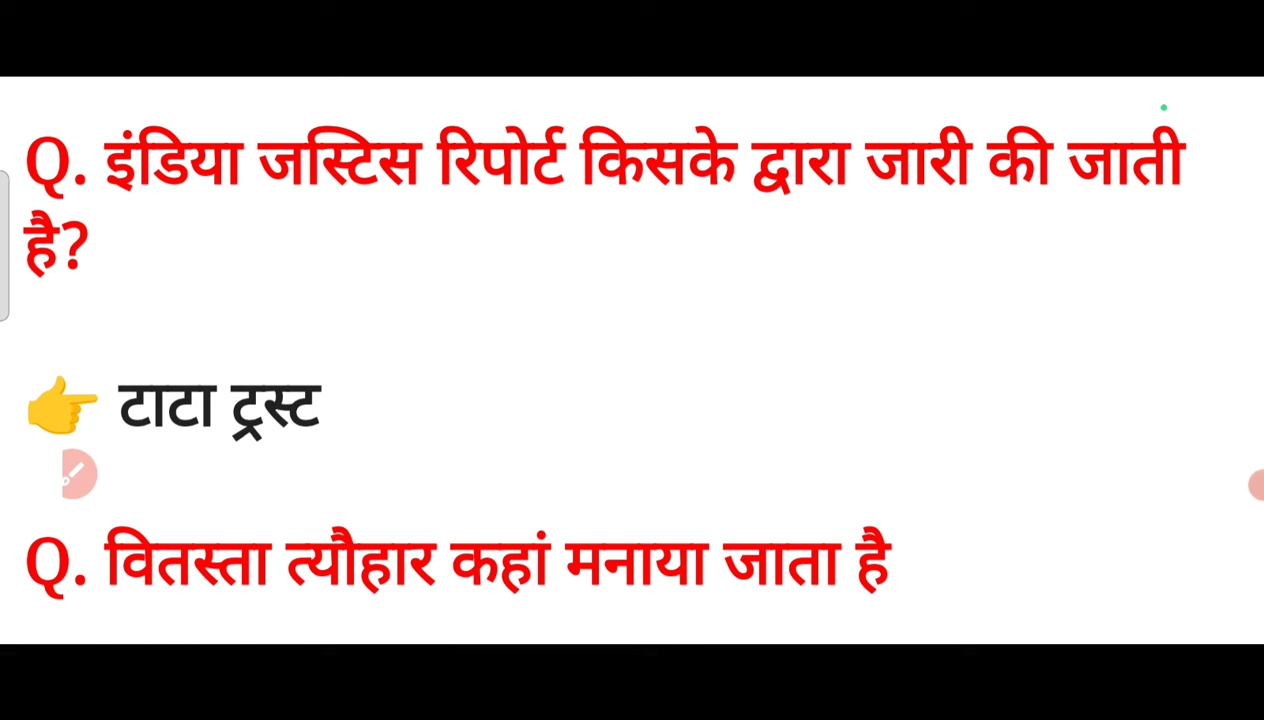 Q. इंडिया जस्टिस रिपोर्ट किसके द्वारा जारी की जाती
है?
👉 टाटा ट्रस्ट
Q. वितस्ता त्यौहार कहां मनाया जाता है